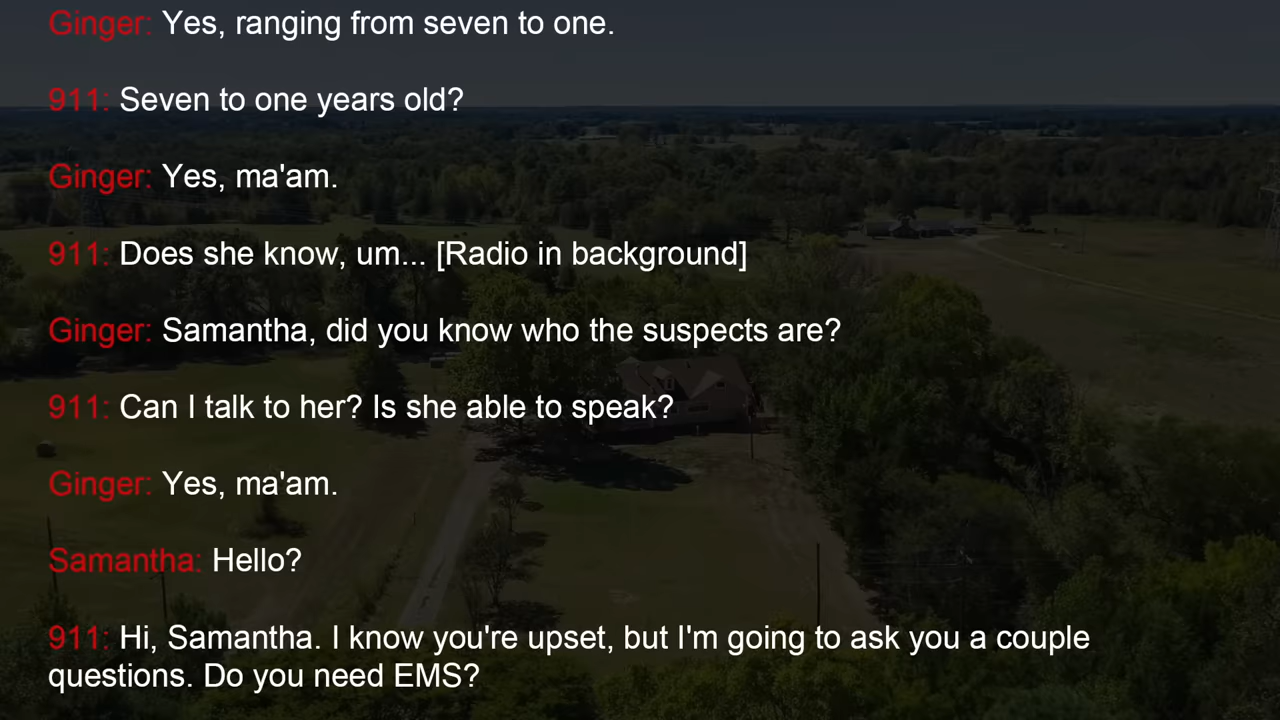 Ginger: Yes, ranging from seven to one.
911: Seven to one years old?
Ginger: Yes, ma'am.
911: Does she know, um... [Radio in background]
Ginger: Samantha, did you know who the suspects are?
911: Can I talk to her? Is she able to speak?
Ginger: Yes, ma'am.
Samantha: Hello?
911: Hi, Samantha. I know you're upset, but I'm going to ask you a couple
questions. Do you need EMS?